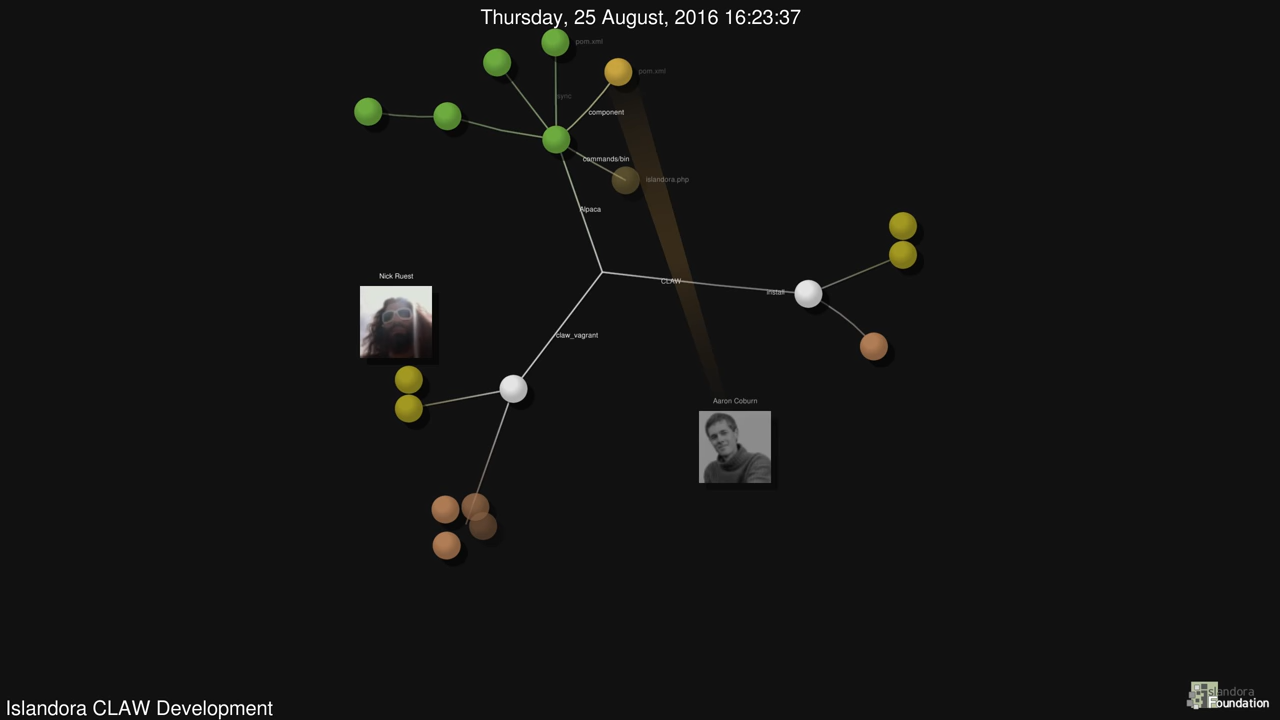 Thursday, 25 August, 2016 16:23:37
pom.xml
pom.xml
sync
component
commands/bin
islandora.php
Alpaca
Nick Ruest
CLAW
install
claw_vagrant
Aaron Coburn
Islandora CLAW Development
Islandora
Foundation